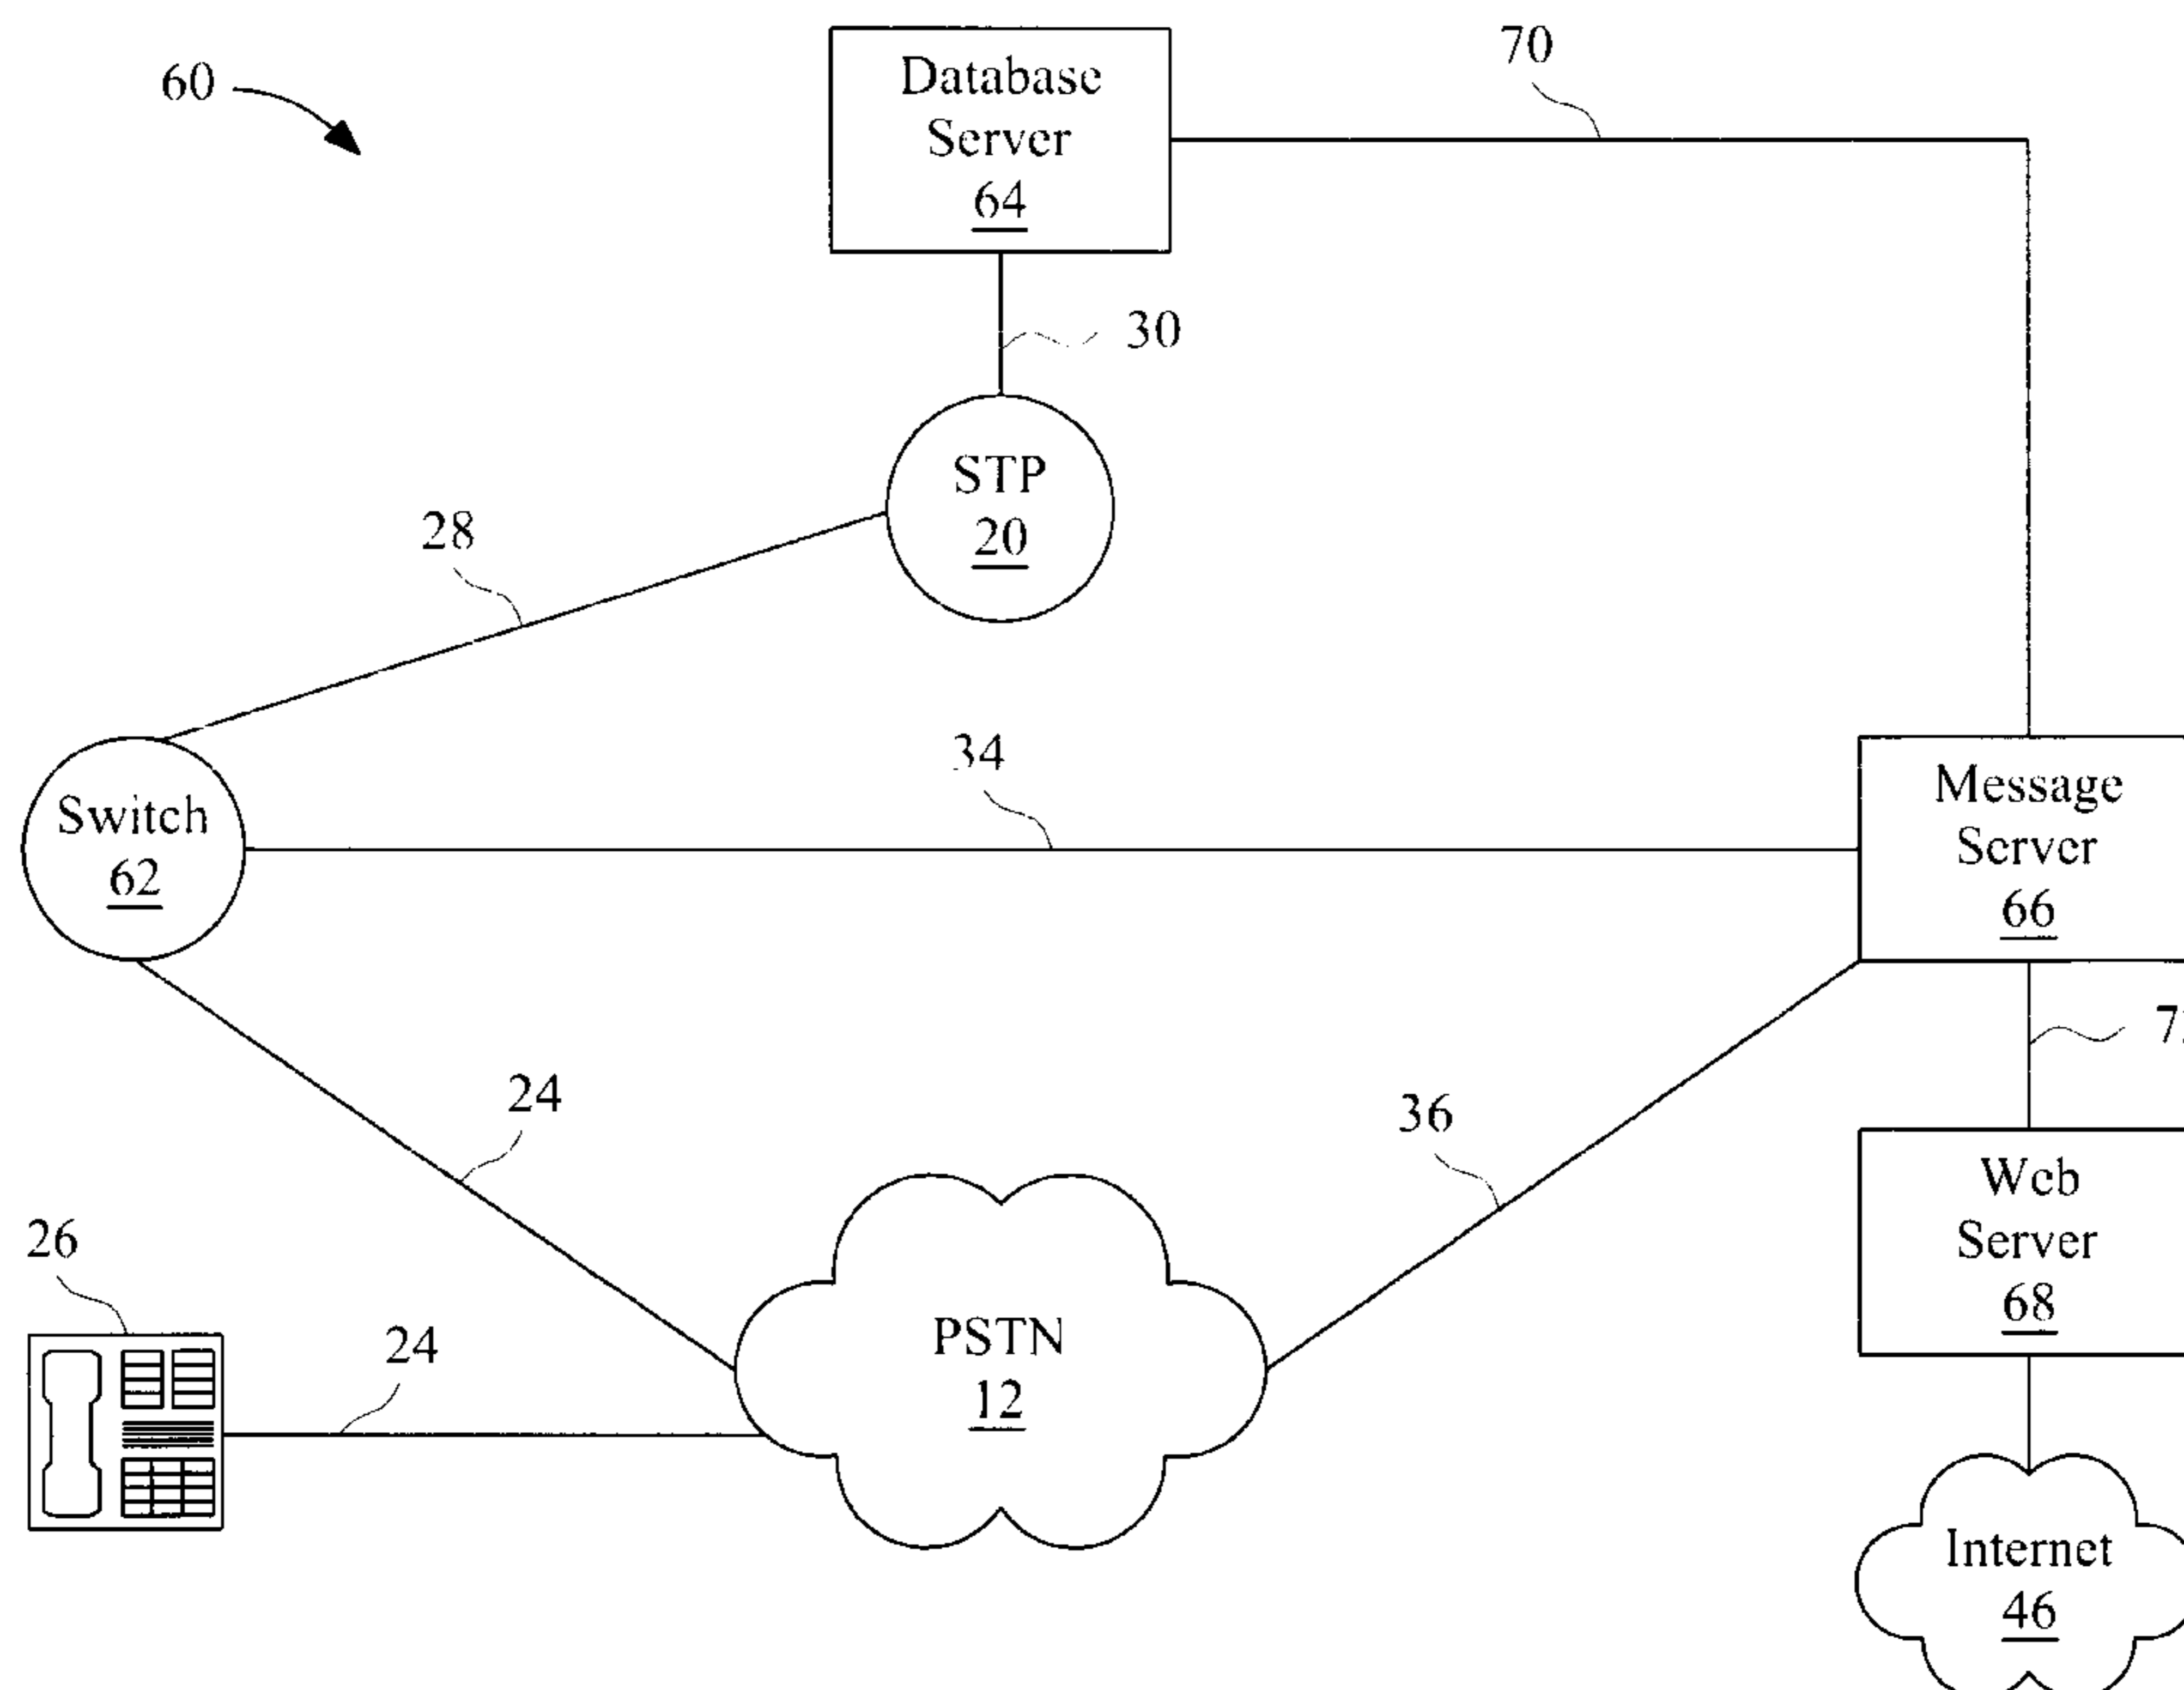 60
Database
Server
64
70
30
STP
20
28
34
Switch
62
Message
Server
66
24
36
26
24
PSTN
12
Web
Server
68
Internet
46